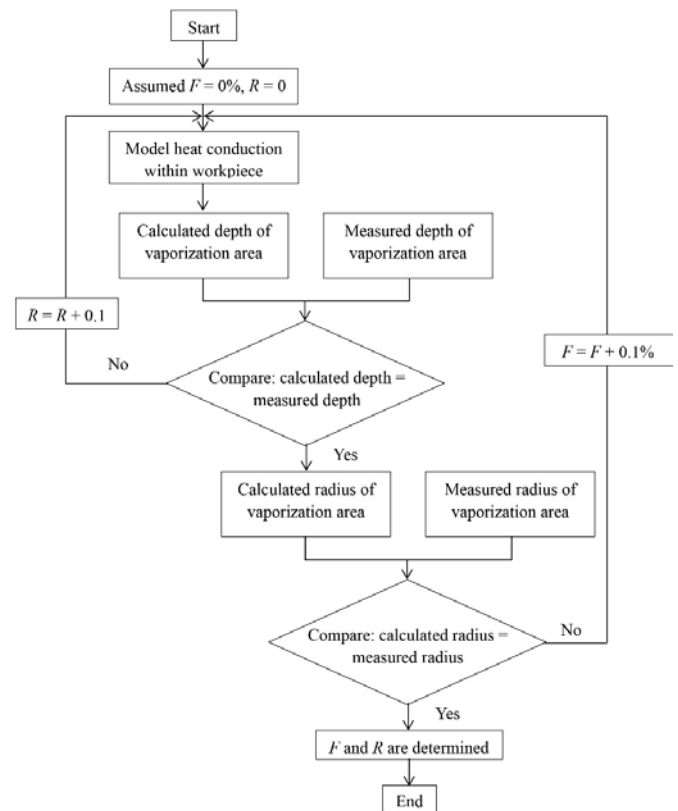 Start
Assumed F = 0%, R = 0
Model heat conduction
within workpiece
Calculated depth of
vaporization area
Measured depth of
vaporization area
R = R + 0.1
F = F + 0.1%
No
Compare: calculated depth =
measured depth
Yes
Calculated radius of
vaporization area
Measured radius of
vaporization area
Compare: calculated radius =
measured radius
No
Yes
F and R are determined
End